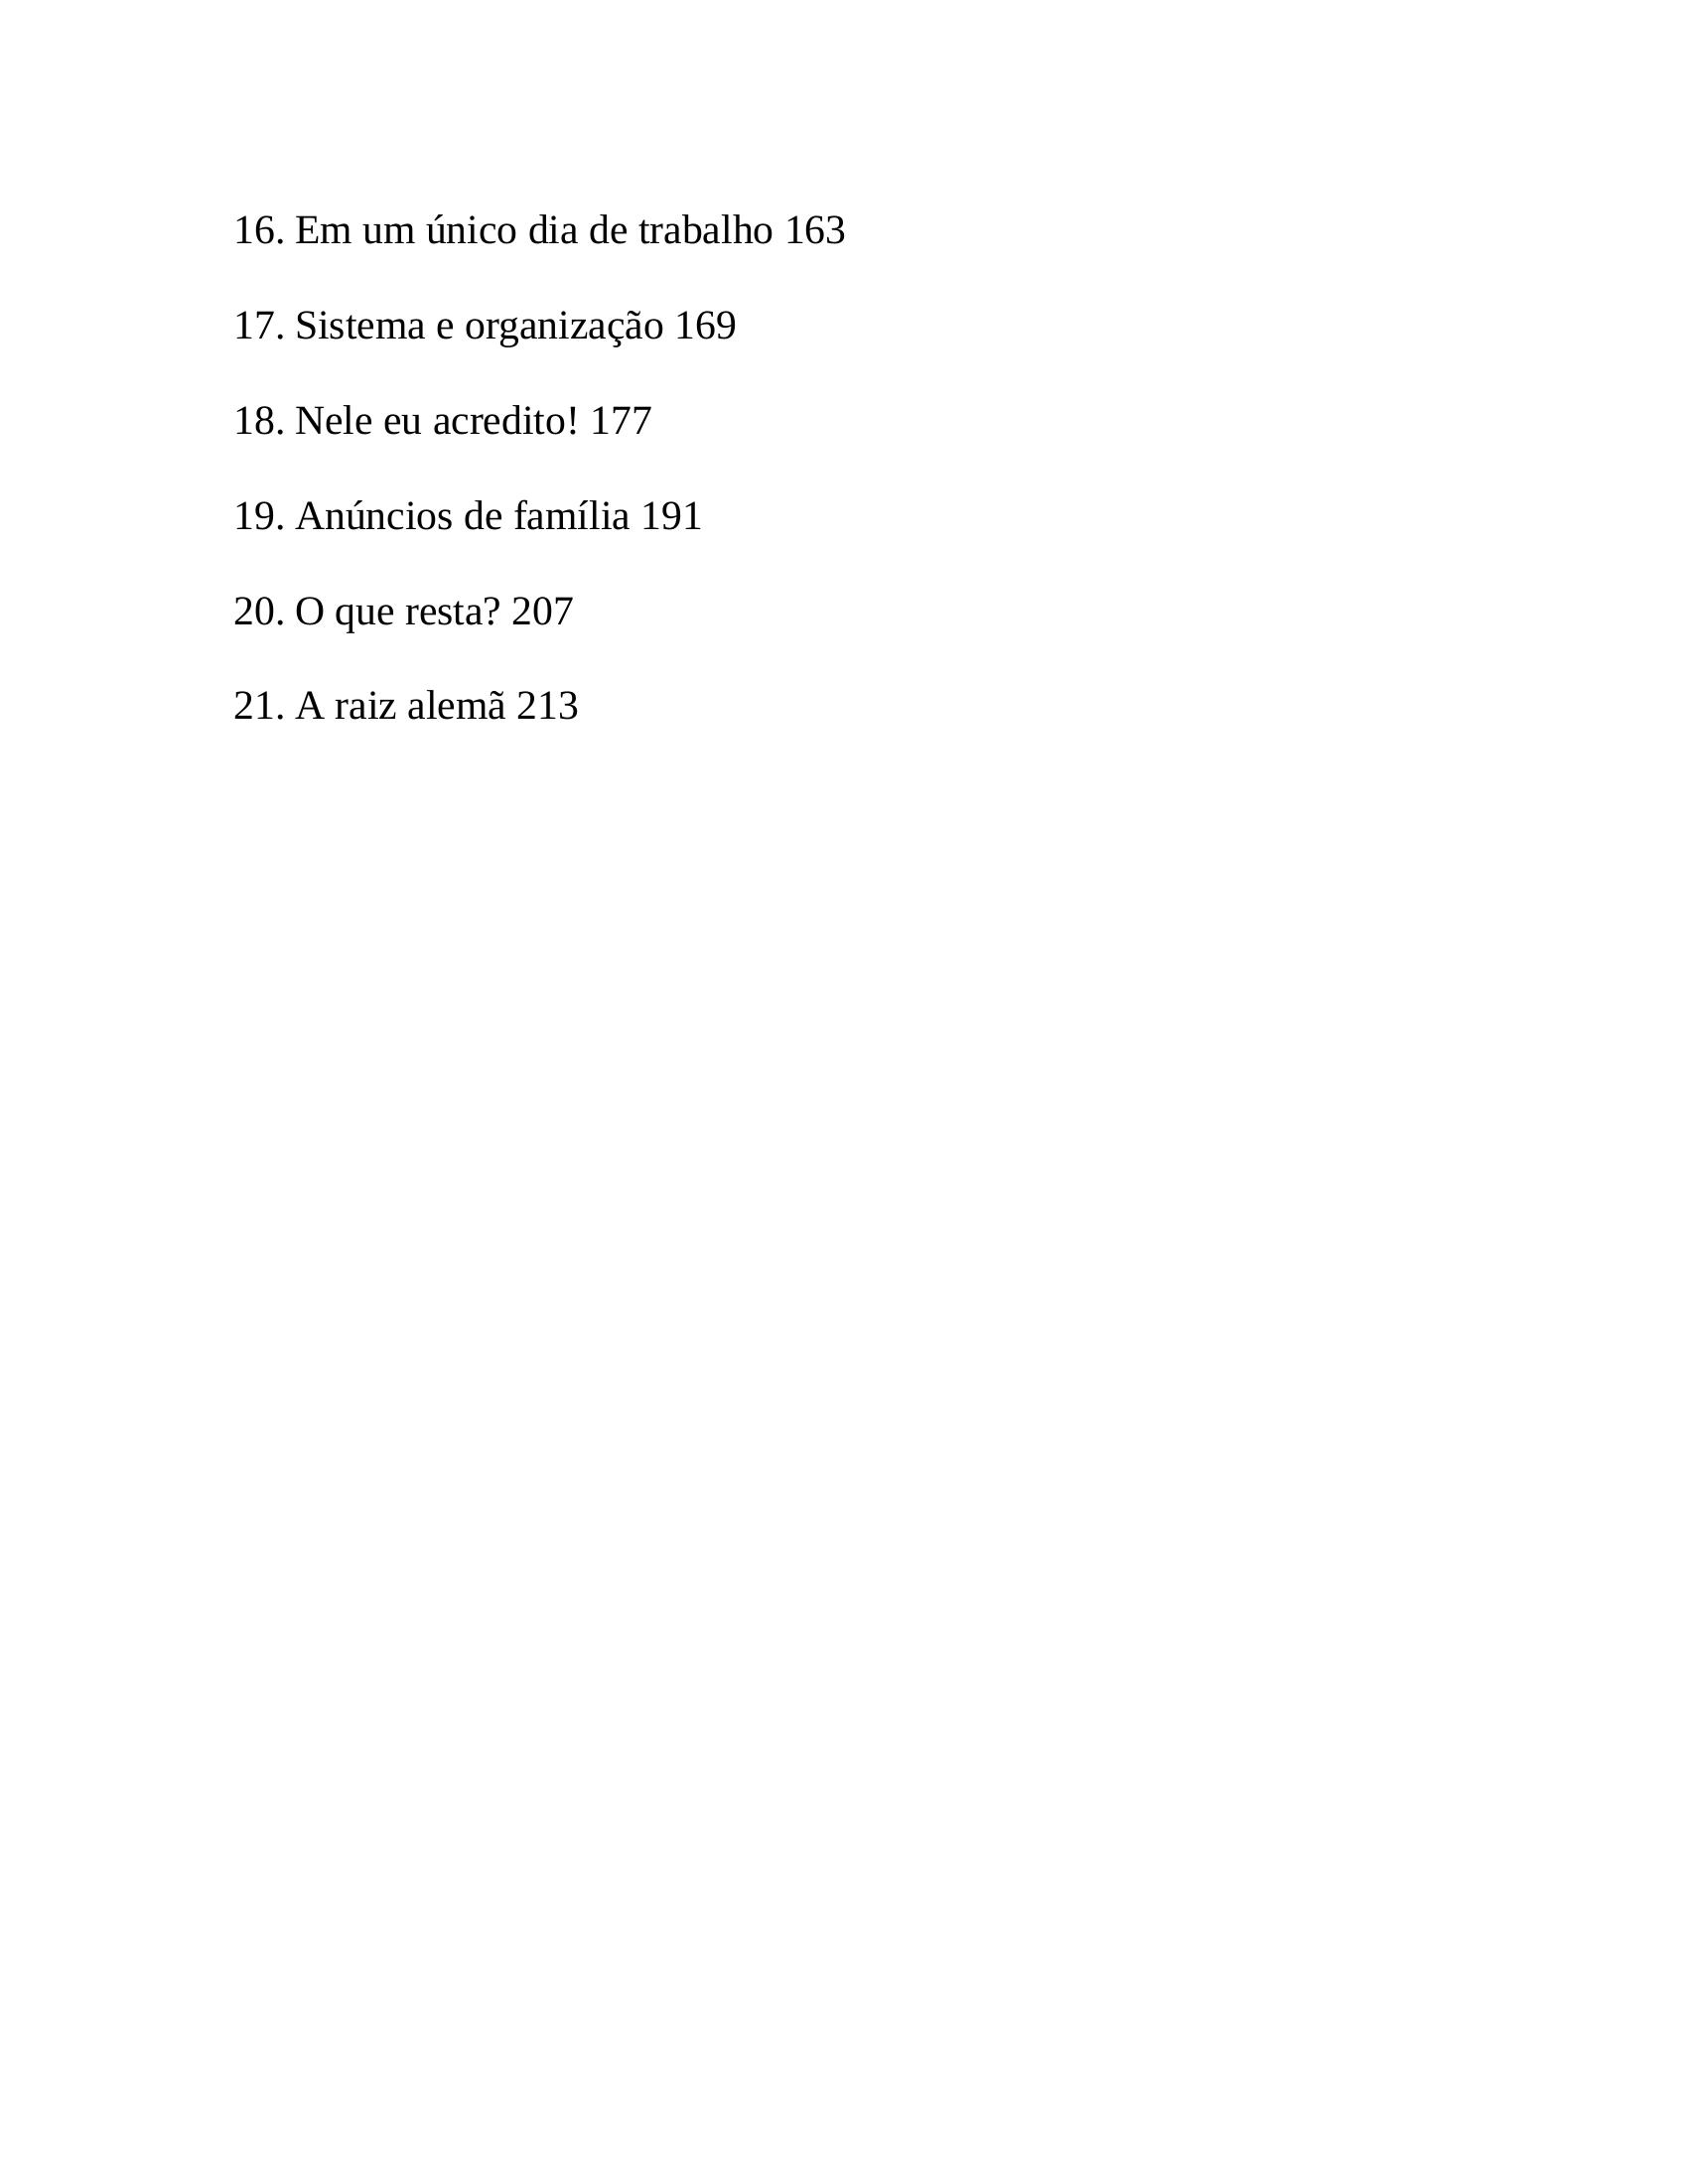 16. Em um único dia de trabalho 163
17. Sistema e organização 169
18. Nele eu acredito! 177
19. Anúncios de família 191
20. O que resta? 207
21. A raiz alemã 213